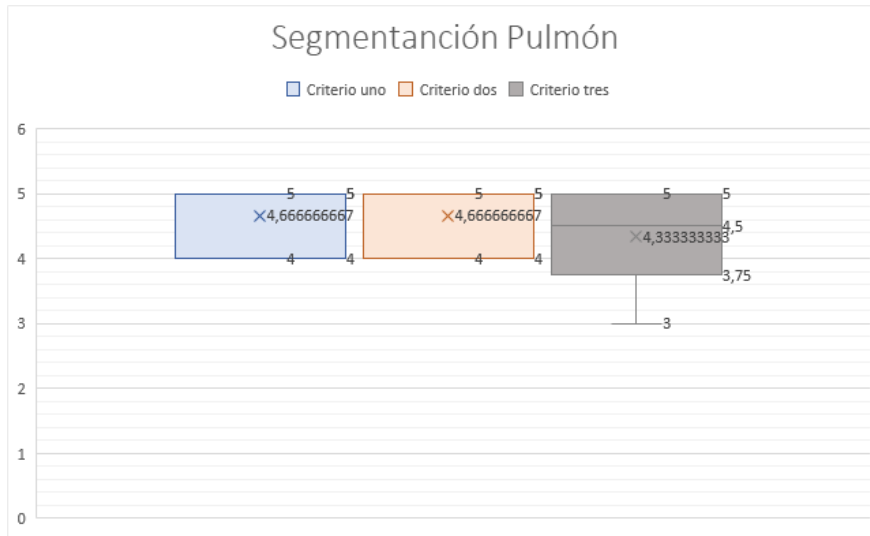 Segmentanción Pulmón
Criterio uno Criterio dos Criterio tres
6
5 5 5 5 5 5 5
4,666666667 4,666666667 4,5
4,333333333
4 4 4 4 4
3,75
3 3
2
1
0